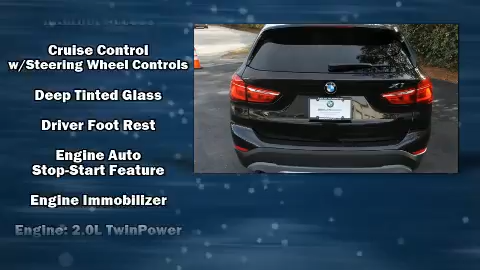 Cruise Control
w/Steering Wheel Controls
Deep Tinted Glass
Driver Foot Rest
Engine Auto
Stop-Start Feature
Engine Immobilizer
Engine: 2.0L TwinPower